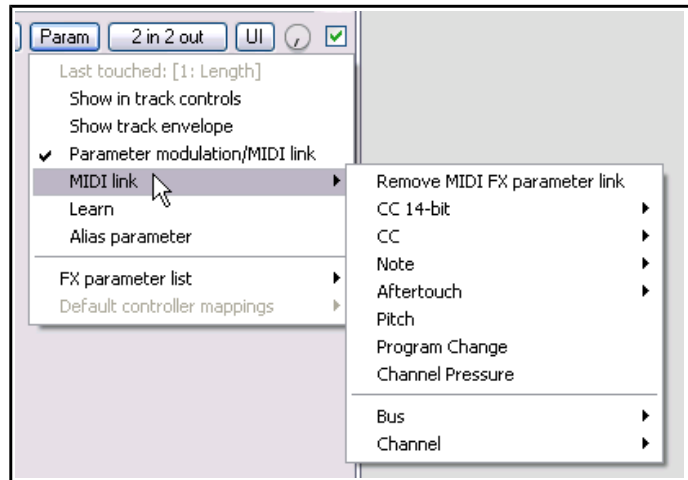 Param
2 in 2 out
UI
Last touched: [1: Length]
Show in track controls
Show track envelope
Parameter modulation/MIDI link
MIDI link
Learn
Alias parameter
FX parameter list
Default controller mappings
Remove MIDI FX parameter link
CC 14-bit
CC
Note
Aftertouch
Pitch
Program Change
Channel Pressure
Bus
Channel